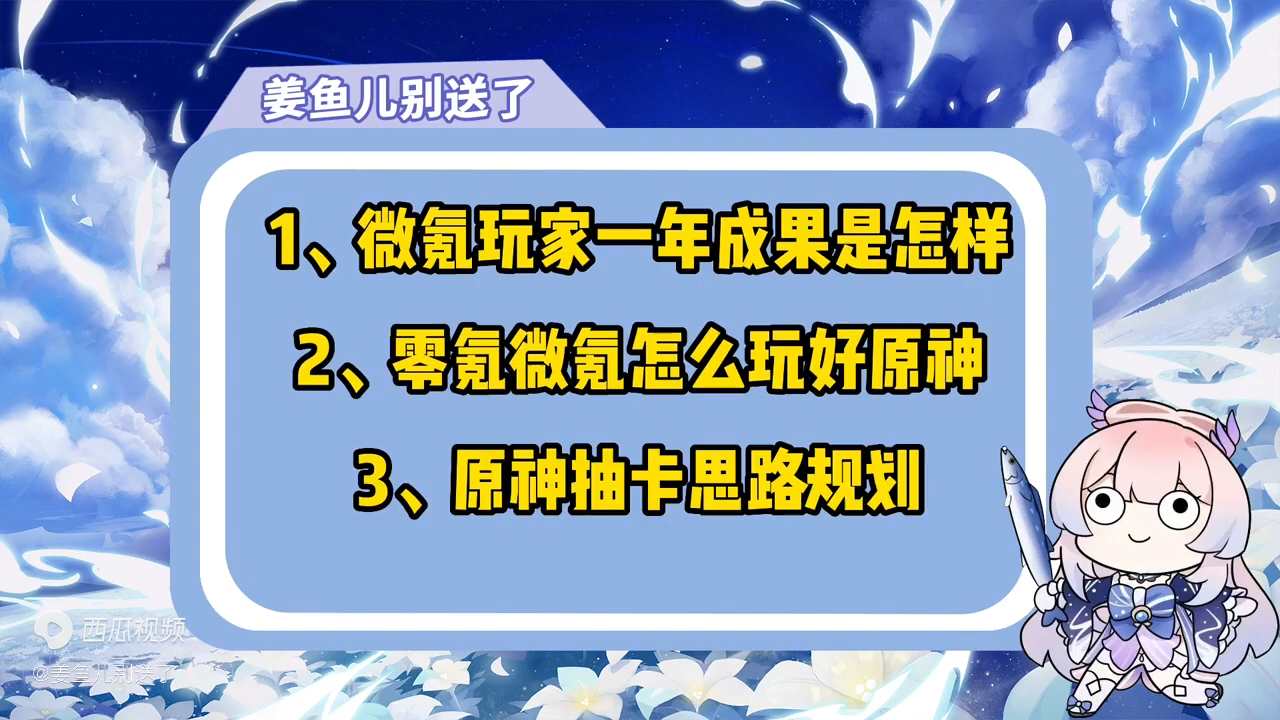 姜鱼儿别送了
1、微氪玩家一年成果是怎样
2、零氪微氪怎么玩好原神
3、原神抽卡思路规划
西瓜视频
@姜鱼儿别送了